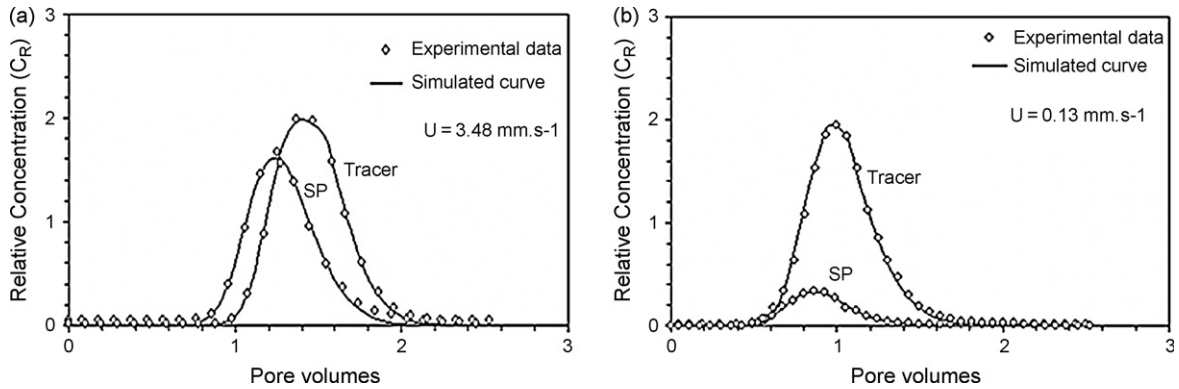 (a)
3
2
1
0
Relative Concentration (C_R)
Experimental data
Simulated curve
U = 3.48 mm.s-1
Tracer
SP
0 1 2 3
Pore volumes
(b)
3
2
1
0
Relative Concentration (C_R)
Experimental data
Simulated curve
U = 0.13 mm.s-1
Tracer
SP
0 1 2 3
Pore volumes